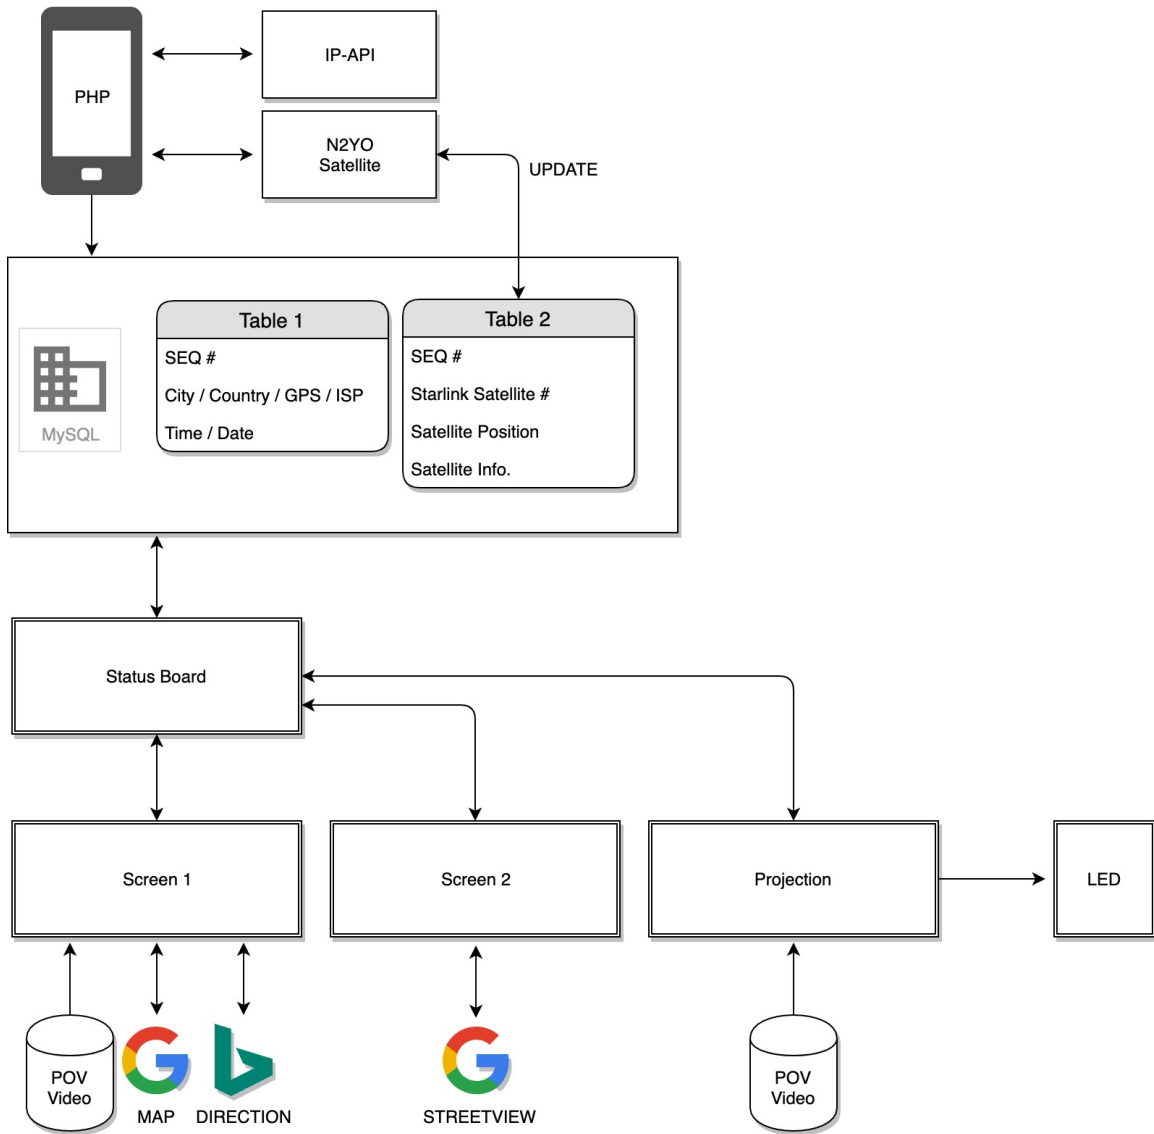 PHP
IP-API
N2YO
Satellite
UPDATE
MySQL
Table 1
SEQ #
City / Country / GPS / ISP
Time / Date
Table 2
SEQ #
Starlink Satellite #
Satellite Position
Satellite Info.
Status Board
Screen 1
Screen 2
Projection
LED
POV
Video
MAP
DIRECTION
STREETVIEW
POV
Video